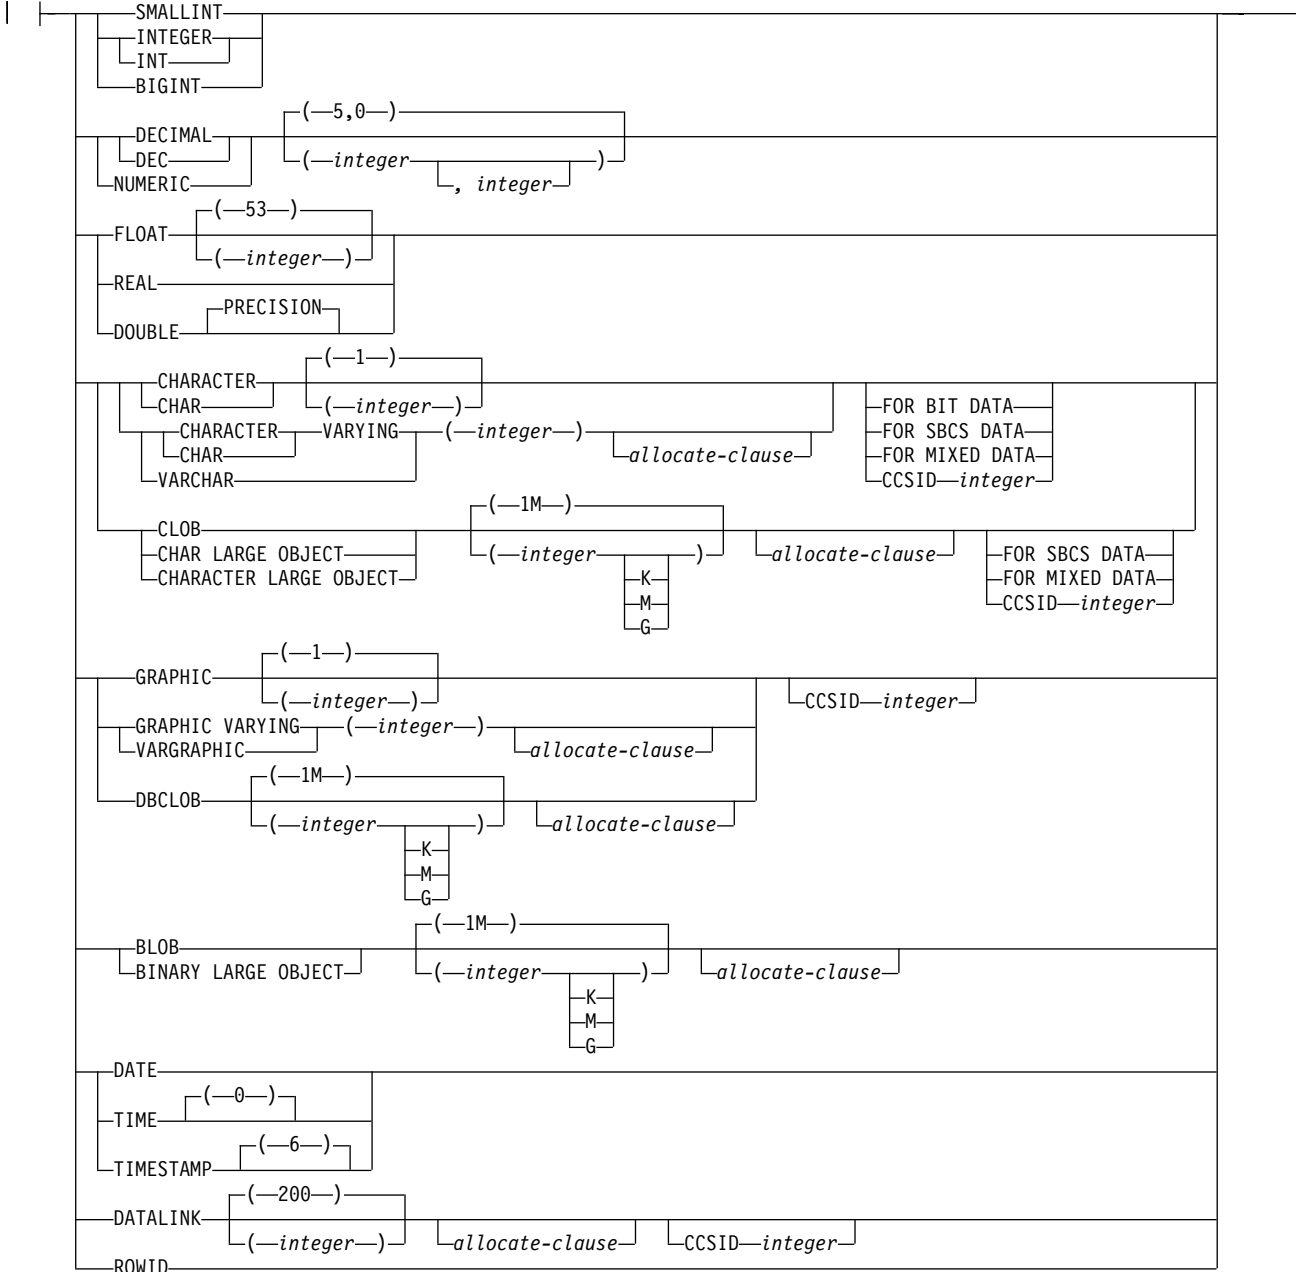 SMALLINT
INTEGER
INT
BIGINT
( 5,0 )
DECIMAL
DEC ( integer )
NUMERIC , integer
( 53 )
FLOAT
( integer )
REAL
PRECISION
DOUBLE
( 1 )
CHARACTER
CHAR ( integer ) FOR BIT DATA
CHARACTER VARYING ( integer ) FOR SBCS DATA
CHAR allocate-clause FOR MIXED DATA
VARCHAR CCSID integer
( 1M )
CLOB
CHAR LARGE OBJECT ( integer ) allocate-clause FOR SBCS DATA
CHARACTER LARGE OBJECT K FOR MIXED DATA
M CCSID integer
G
( 1 )
GRAPHIC
( integer ) CCSID integer
GRAPHIC VARYING ( integer )
VARGRAPHIC allocate-clause
( 1M )
DBCLOB
( integer ) allocate-clause
K
M
G
( 1M )
BLOB
BINARY LARGE OBJECT ( integer ) allocate-clause
K
M
G
DATE
( 0 )
TIME
( 6 )
TIMESTAMP
( 200 )
DATALINK
( integer ) allocate-clause CCSID integer
ROWID